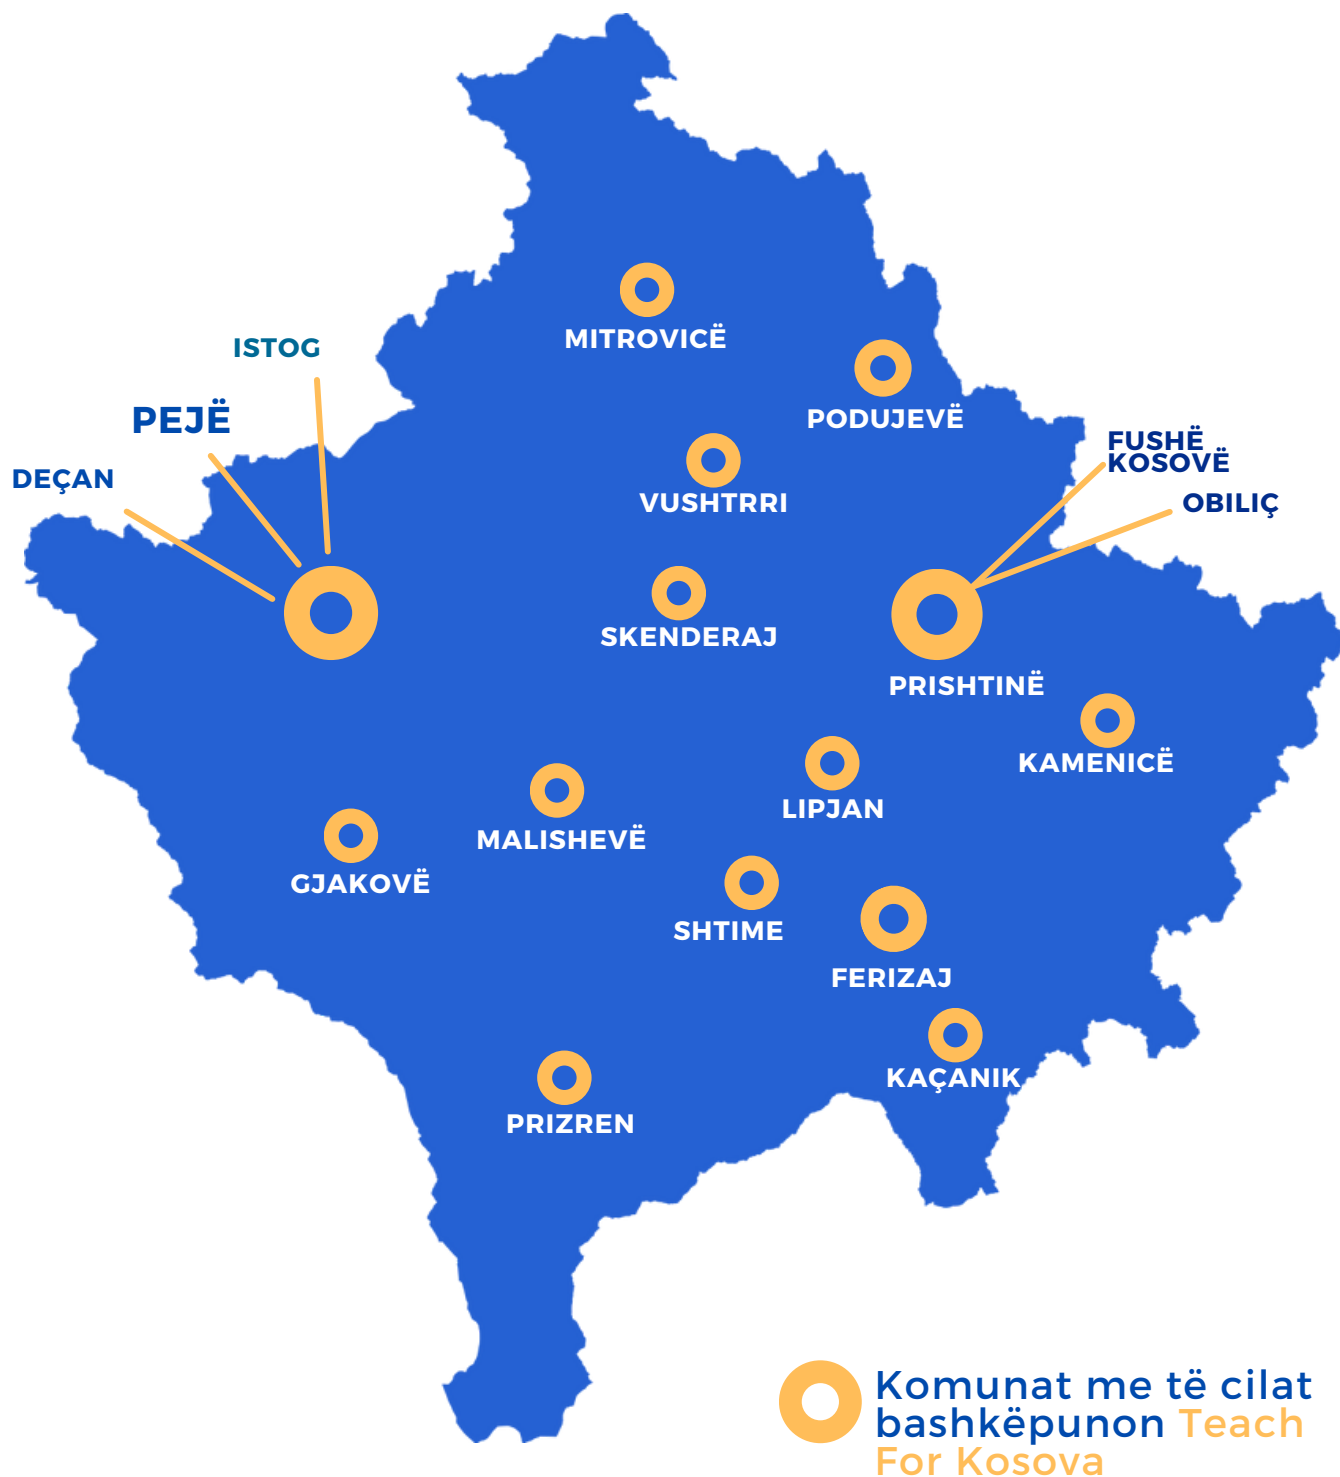 MITROVICË
ISTOG
PODUJEVË
PEJË
FUSHË
KOSOVË
DEÇAN
VUSHTRRI
OBILIÇ
SKENDERAJ
PRISHTINË
KAMENICË
LIPJAN
MALISHEVË
GJAKOVË
SHTIME
FERIZAJ
KAÇANIK
PRIZREN
Komunat me të cilat
bashkëpunon Teach
For Kosova